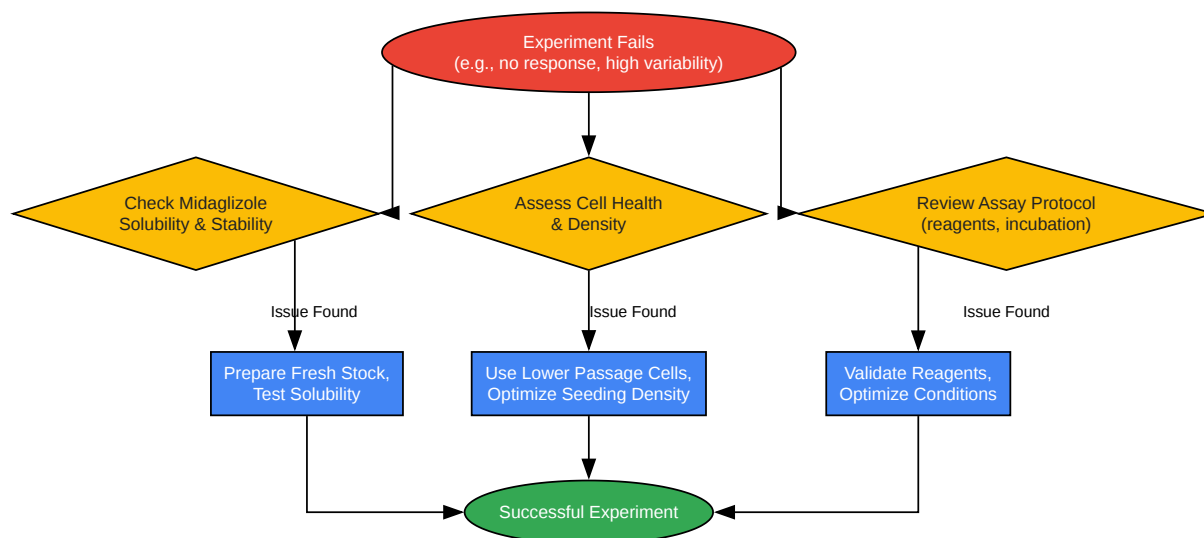 Experiment Fails
(e.g., no response, high variability)
Check Midaglizole
Solubility & Stability
Assess Cell Health
& Density
Review Assay Protocol
(reagents, incubation)
Issue Found
Issue Found
Issue Found
Prepare Fresh Stock,
Test Solubility
Use Lower Passage Cells,
Optimize Seeding Density
Validate Reagents,
Optimize Conditions
Successful Experiment